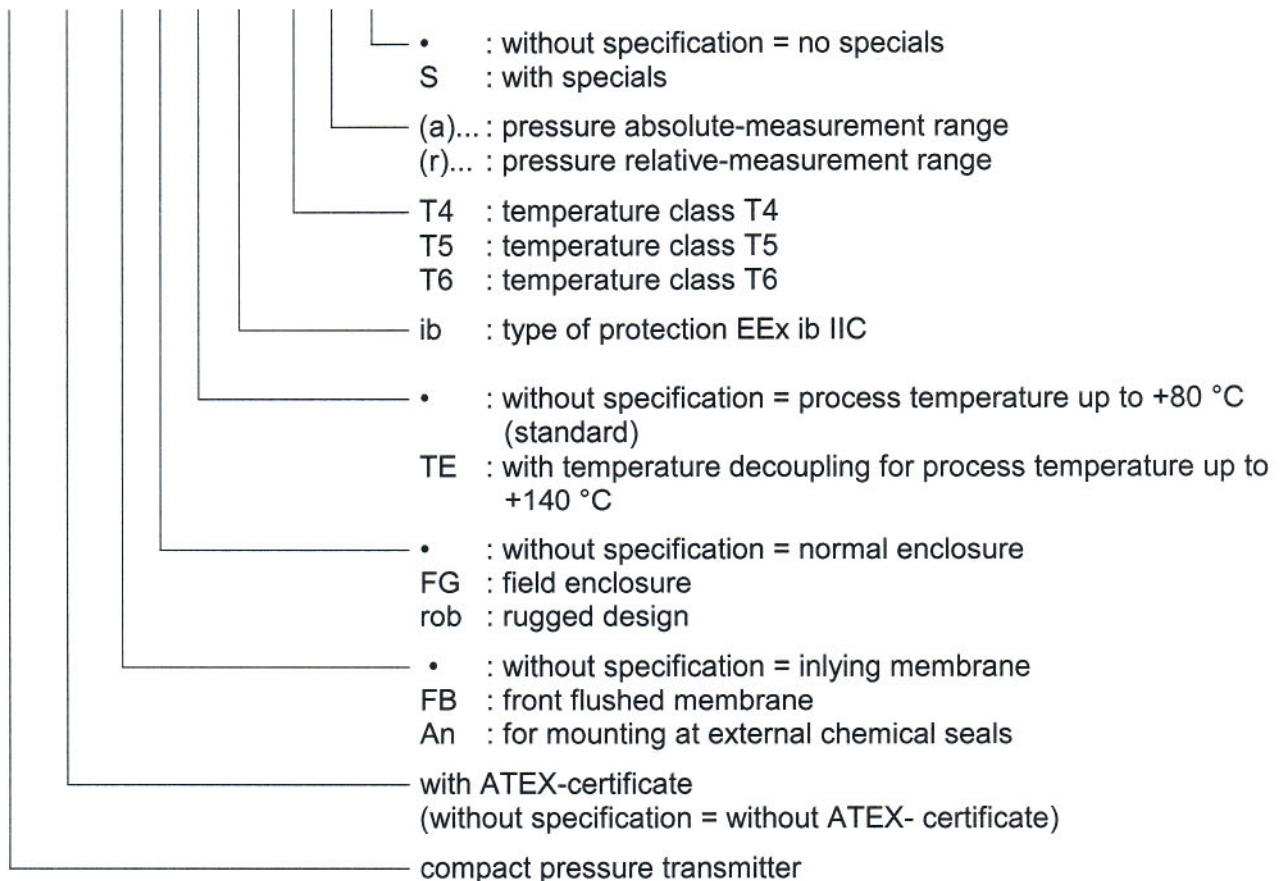 • : without specification = no specials
S : with specials
(a)... : pressure absolute-measurement range
(r)... : pressure relative-measurement range
T4 : temperature class T4
T5 : temperature class T5
T6 : temperature class T6
ib : type of protection EEx ib IIC
• : without specification = process temperature up to +80 °C
(standard)
TE : with temperature decoupling for process temperature up to
+140 °C
• : without specification = normal enclosure
FG : field enclosure
rob : rugged design
• : without specification = inlying membrane
FB : front flushed membrane
An : for mounting at external chemical seals
with ATEX-certificate
(without specification = without ATEX- certificate)
compact pressure transmitter